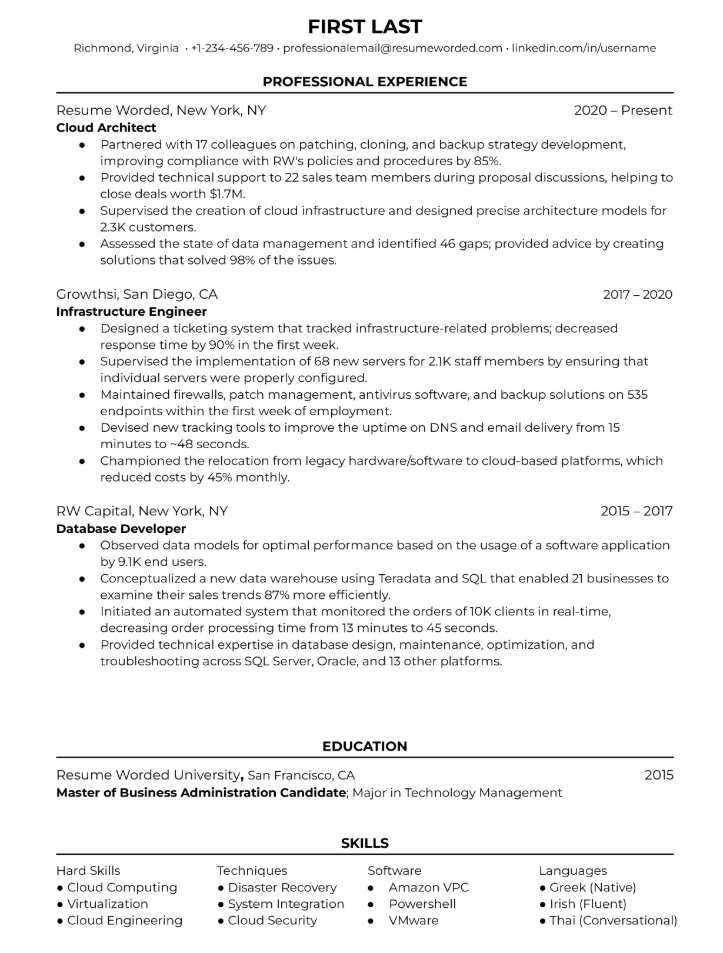 FIRST LAST
Richmond, Virginia • +1-234-456-789 • professionalemail@resumeworded.com • linkedin.com/in/username
PROFESSIONAL EXPERIENCE
Resume Worded, New York, NY 2020 – Present
Cloud Architect
● Partnered with 17 colleagues on patching, cloning, and backup strategy development,
improving compliance with RW's policies and procedures by 85%.
● Provided technical support to 22 sales team members during proposal discussions, helping to
close deals worth $1.7M.
● Supervised the creation of cloud infrastructure and designed precise architecture models for
2.3K customers.
● Assessed the state of data management and identified 46 gaps; provided advice by creating
solutions that solved 98% of the issues.
Growthsi, San Diego, CA 2017 – 2020
Infrastructure Engineer
● Designed a ticketing system that tracked infrastructure-related problems; decreased
response time by 90% in the first week.
● Supervised the implementation of 68 new servers for 2.1K staff members by ensuring that
individual servers were properly configured.
● Maintained firewalls, patch management, antivirus software, and backup solutions on 535
endpoints within the first week of employment.
● Devised new tracking tools to improve the uptime on DNS and email delivery from 15
minutes to ~48 seconds.
● Championed the relocation from legacy hardware/software to cloud-based platforms, which
reduced costs by 45% monthly.
RW Capital, New York, NY 2015 – 2017
Database Developer
● Observed data models for optimal performance based on the usage of a software application
by 9.1K end users.
● Conceptualized a new data warehouse using Teradata and SQL that enabled 21 businesses to
examine their sales trends 87% more efficiently.
● Initiated an automated system that monitored the orders of 10K clients in real-time,
decreasing order processing time from 13 minutes to 45 seconds.
● Provided technical expertise in database design, maintenance, optimization, and
troubleshooting across SQL Server, Oracle, and 13 other platforms.
EDUCATION
Resume Worded University, San Francisco, CA 2015
Master of Business Administration Candidate; Major in Technology Management
SKILLS
Hard Skills Techniques Software Languages
● Cloud Computing ● Disaster Recovery ● Amazon VPC ● Greek (Native)
● Virtualization ● System Integration ● Powershell ● Irish (Fluent)
● Cloud Engineering ● Cloud Security ● VMware ● Thai (Conversational)